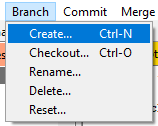 Branch Commit Merge
Create... Ctrl-N
Checkout... Ctrl-O
Rename...
Delete...
Reset...